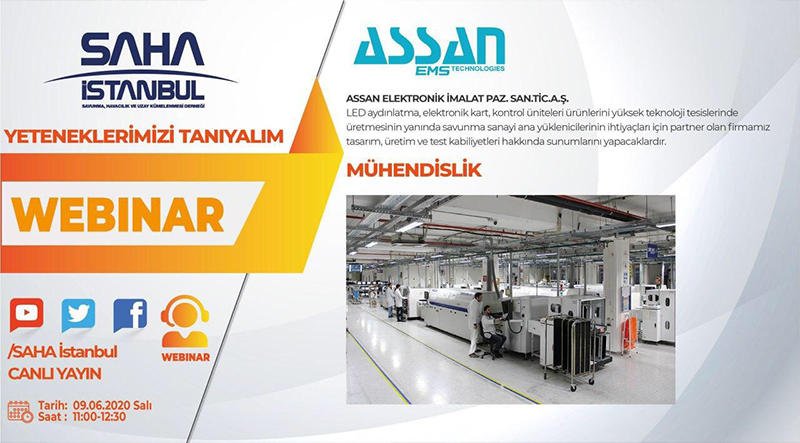 SAHA
İSTANBUL
SAVUNMA, HAVACILIK VE UZAY KÜMELENMESİ DERNEĞİ
YETENEKLERİMİZİ TANIYALIM
WEBINAR
WEBINAR
/SAHA İstanbul
CANLI YAYIN
Tarih: 09.06.2020 Salı
Saat : 11:00-12:30
ASSAN
EMS TECHNOLOGIES
ASSAN ELEKTRONİK İMALAT PAZ. SAN.TİC.A.Ş.
LED aydınlatma, elektronik kart, kontrol üniteleri ürünlerini yüksek teknoloji tesislerinde
üretmesinin yanında savunma sanayi ana yüklenicilerinin ihtiyaçları için partner olan firmamız
tasarım, üretim ve test kabiliyetleri hakkında sunumlarını yapacaklardır.
MÜHENDİSLİK